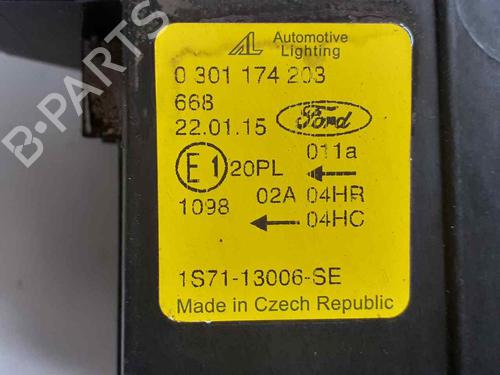 AL Automotive
Lighting
0 301 174 203
668
22.01.15 Ford
E1 20PL 011a
1098 02A 04HR
04HC
1S71-13006-SE
Made in Czech Republic
B-PARTS